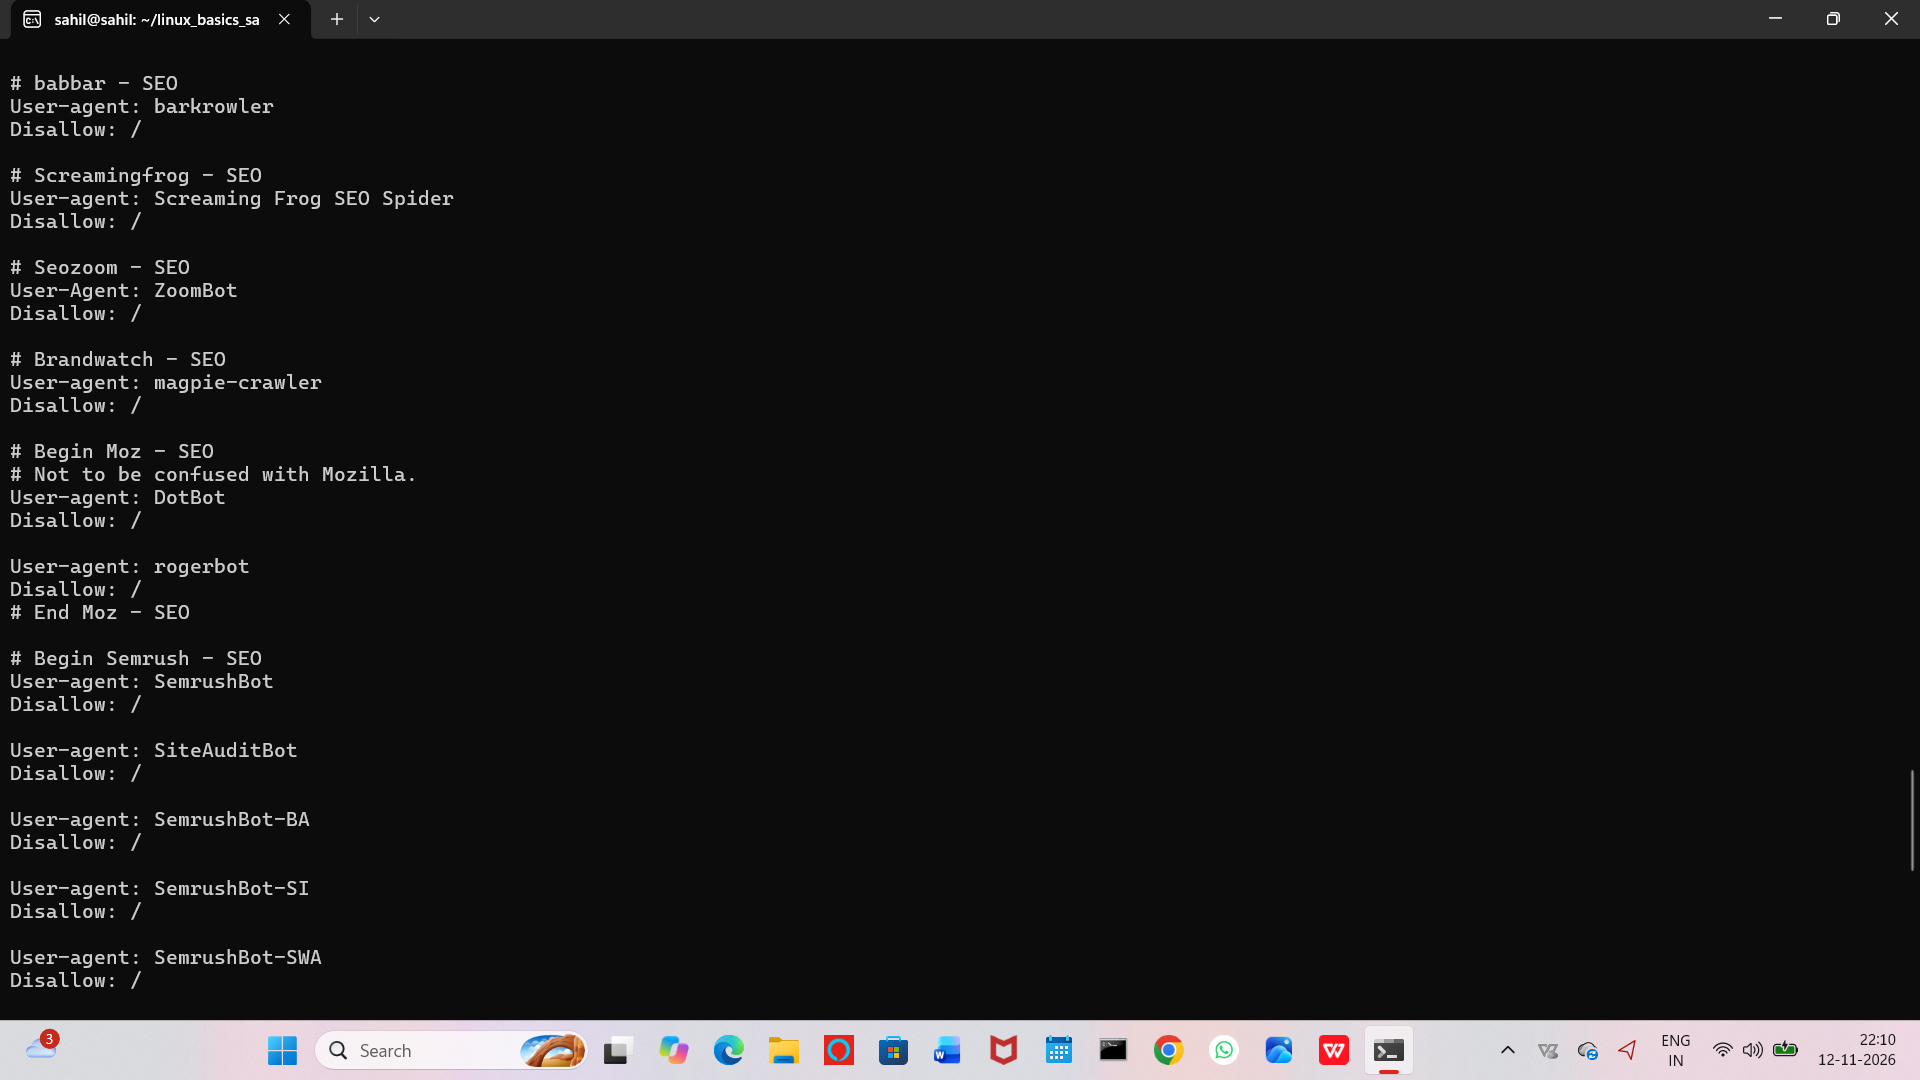 sahil@sahil: ~/linux_basics_sa
# babbar - SEO
User-agent: barkrowler
Disallow: /
# Screamingfrog - SEO
User-agent: Screaming Frog SEO Spider
Disallow: /
# Seozoom - SEO
User-Agent: ZoomBot
Disallow: /
# Brandwatch - SEO
User-agent: magpie-crawler
Disallow: /
# Begin Moz - SEO
# Not to be confused with Mozilla.
User-agent: DotBot
Disallow: /
User-agent: rogerbot
Disallow: /
# End Moz - SEO
# Begin Semrush - SEO
User-agent: SemrushBot
Disallow: /
User-agent: SiteAuditBot
Disallow: /
User-agent: SemrushBot-BA
Disallow: /
User-agent: SemrushBot-SI
Disallow: /
User-agent: SemrushBot-SWA
Disallow: /
3
Search
ENG
IN
22:10
12-11-2026